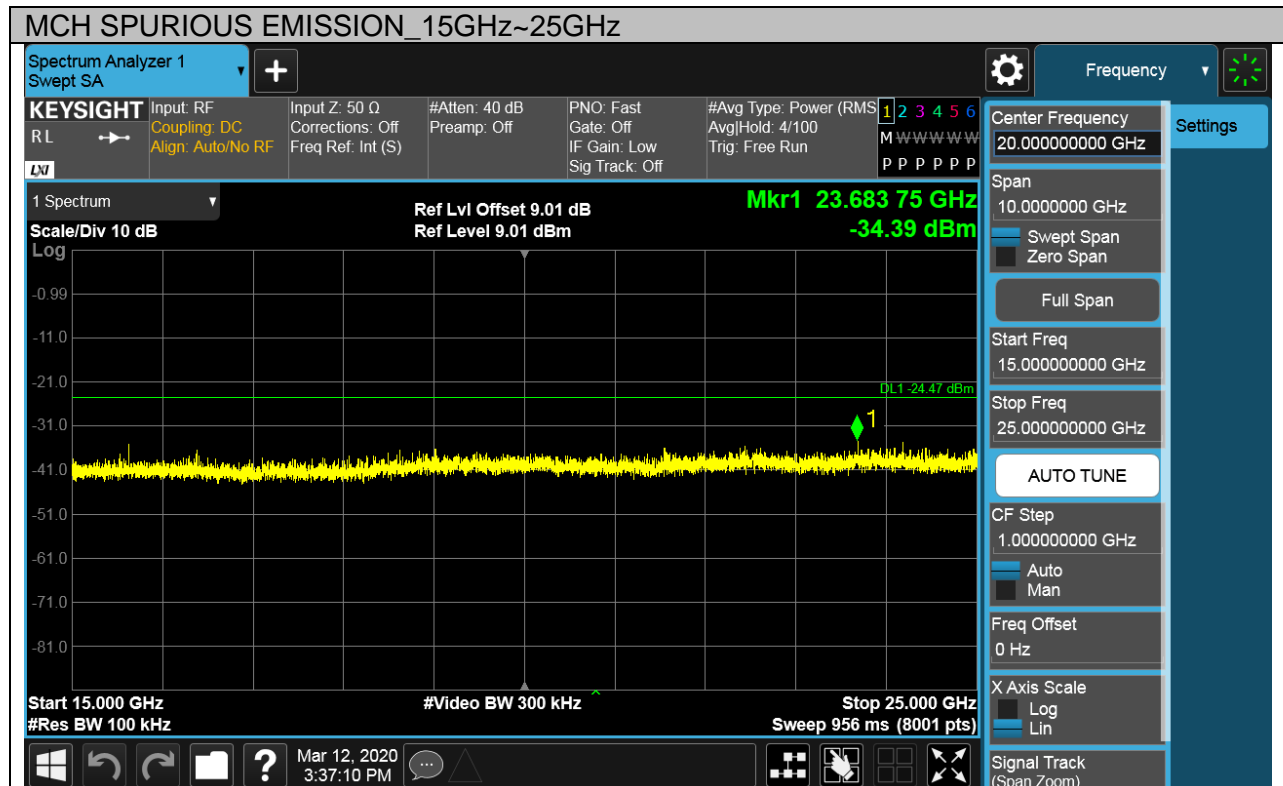 MCH SPURIOUS EMISSION_15GHz~25GHz
Spectrum Analyzer 1
Swept SA
+
Frequency
KEYSIGHT
R L
LXI
Input: RF
Coupling: DC
Align: Auto/No RF
Input Z: 50 Ω
Corrections: Off
Freq Ref: Int (S)
#Atten: 40 dB
Preamp: Off
PNO: Fast
Gate: Off
IF Gain: Low
Sig Track: Off
#Avg Type: Power (RMS
Avg|Hold: 4/100
Trig: Free Run
1 2 3 4 5 6
M W W W W W
P P P P P P
1 Spectrum
Scale/Div 10 dB
Ref Lvl Offset 9.01 dB
Ref Level 9.01 dBm
Mkr1 23.683 75 GHz
-34.39 dBm
Log
-0.99
-11.0
-21.0
DL1 -24.47 dBm
-31.0
1
-41.0
-51.0
-61.0
-71.0
-81.0
Start 15.000 GHz
#Res BW 100 kHz
#Video BW 300 kHz
Stop 25.000 GHz
Sweep 956 ms (8001 pts)
?
Mar 12, 2020
3:37:10 PM
Center Frequency
20.000000000 GHz
Settings
Span
10.0000000 GHz
Swept Span
Zero Span
Full Span
Start Freq
15.000000000 GHz
Stop Freq
25.000000000 GHz
AUTO TUNE
CF Step
1.000000000 GHz
Auto
Man
Freq Offset
0 Hz
X Axis Scale
Log
Lin
Signal Track
(Span Zoom)